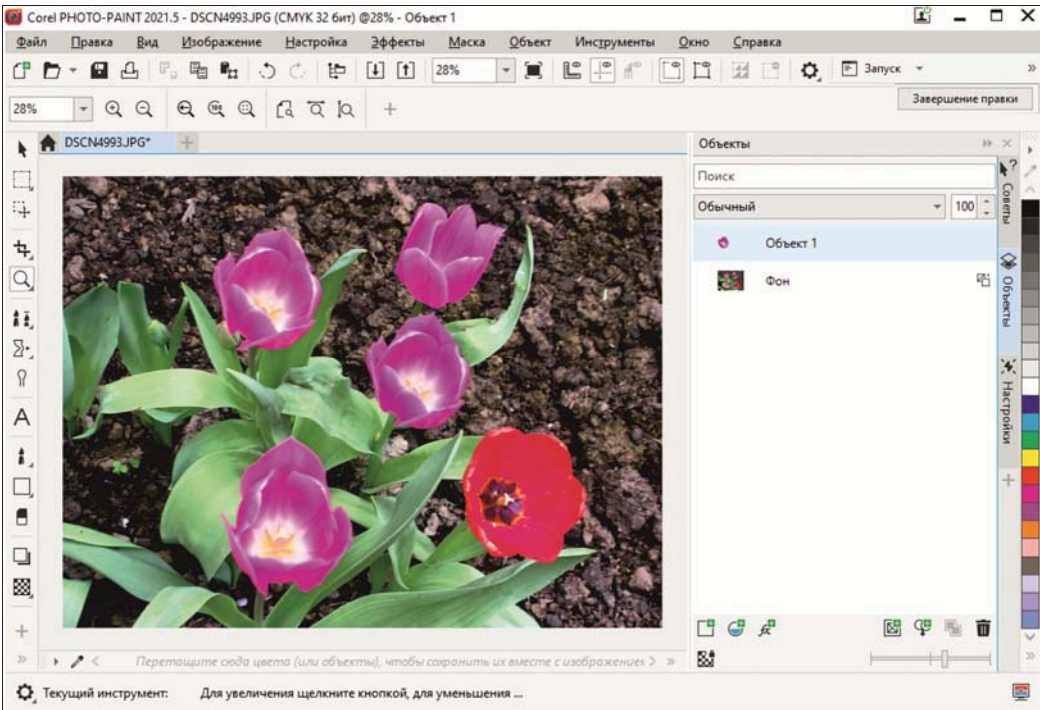 Corel PHOTO-PAINT 2021.5 - DSCN4993.JPG (CMYK 32 бит) @28% - Объект 1
Файл Правка Вид Изображение Настройка Эффекты Маска Объект Инструменты Окно Справка
28% Запуск
28% 100 Завершение правки
DSCN4993.JPG*
Объекты
Поиск
Обычный 100
Объект 1
Фон
Советы
Объекты
Настройки
Перетащите сюда цвета (или объекты), чтобы сохранить их вместе с изображением
Текущий инструмент: Для увеличения щелкните кнопкой, для уменьшения ...